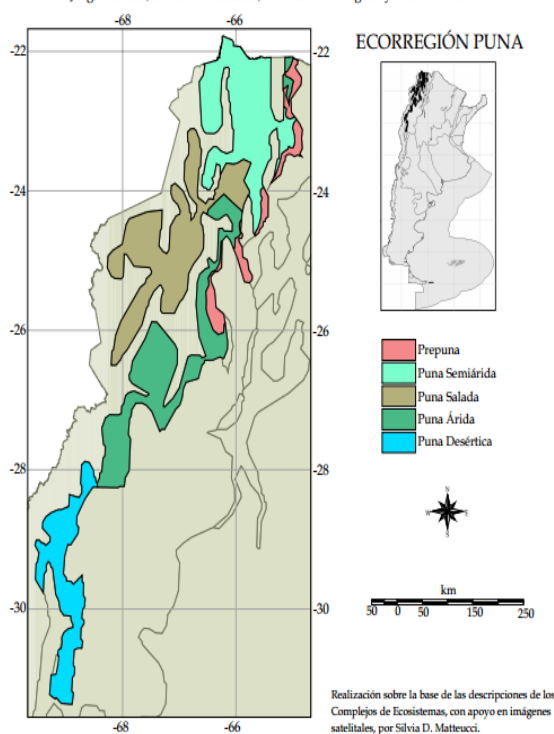 -68 -66
-22 -22
ECORREGIÓN PUNA
-24 -24
-26 -26
Prepuna
Puna Semiárida
Puna Salada
Puna Árida
Puna Desértica
-28 -28
N
W E
S
km
50 0 50 150 250
-30 -30
Realización sobre la base de las descripciones de los
Complejos de Ecosistemas, con apoyo en imágenes
satelitales, por Silvia D. Matteucci.
-68 -66